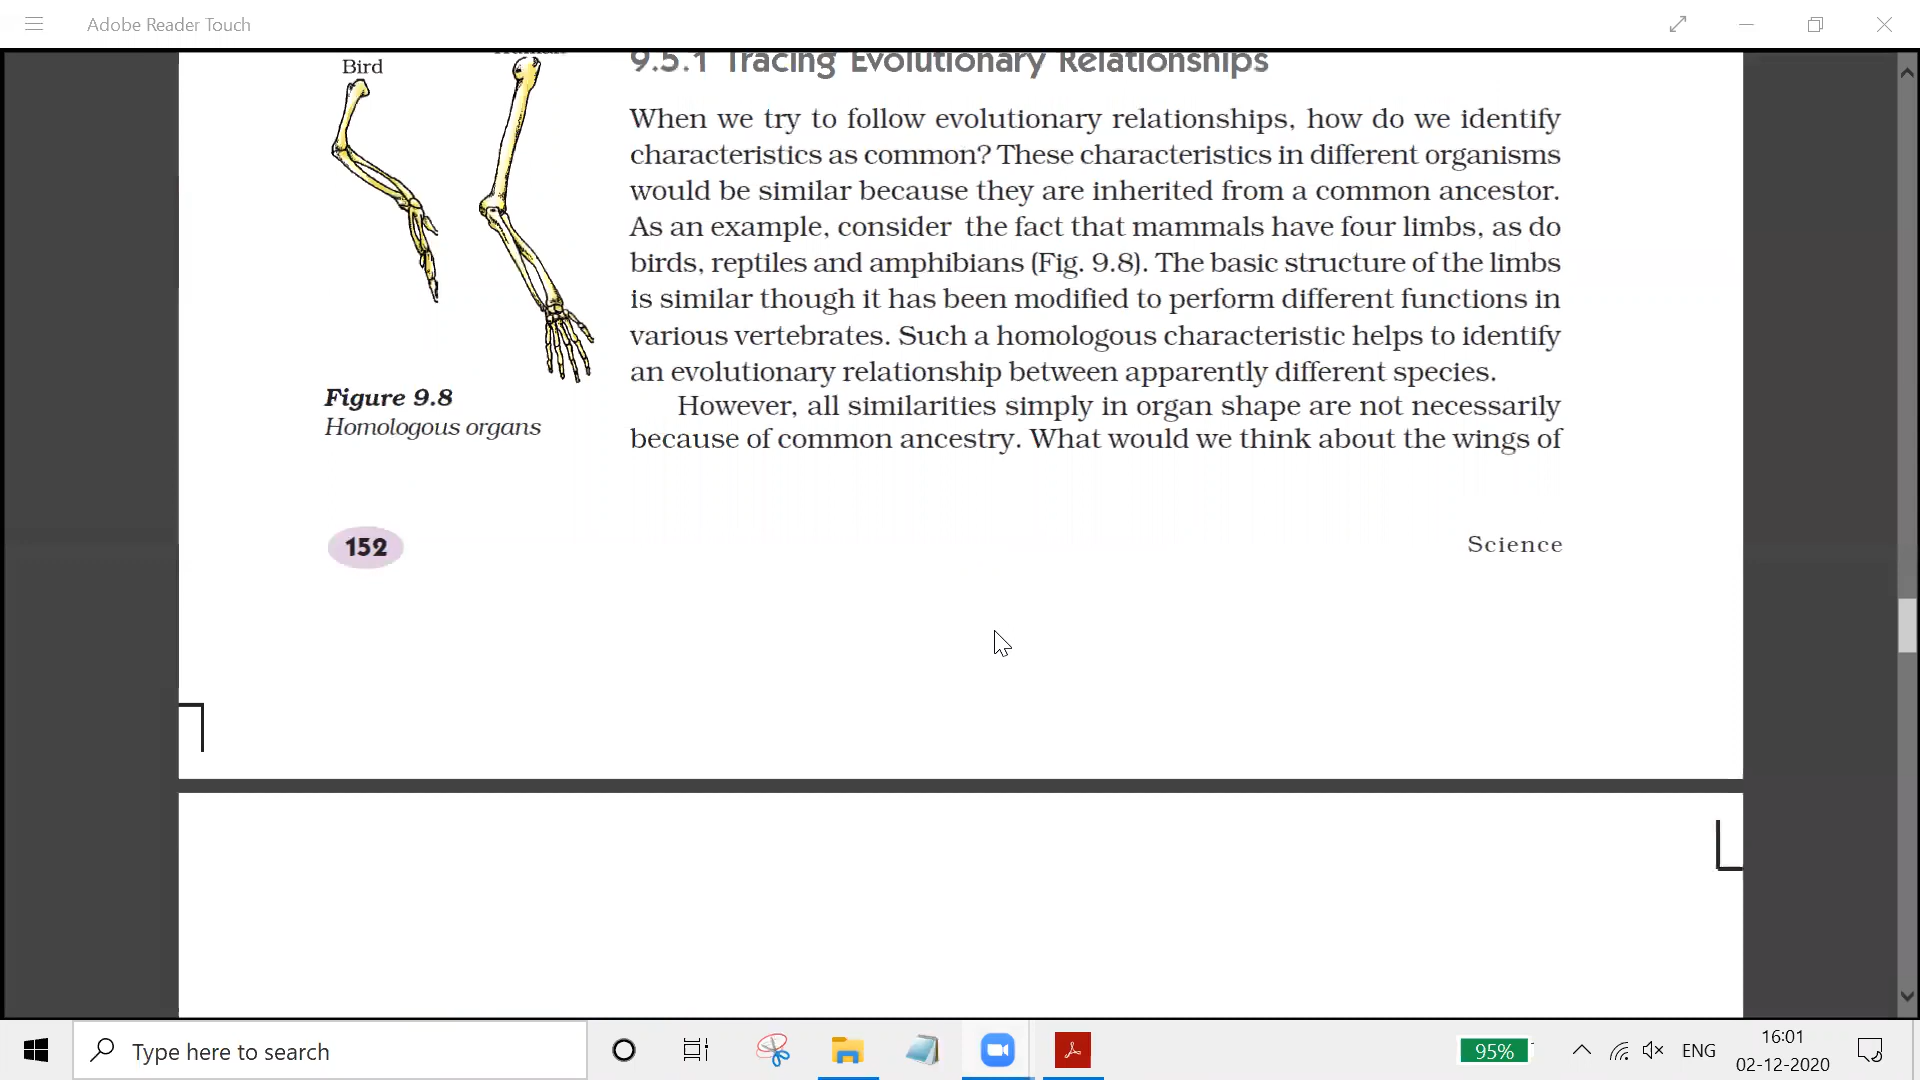 Adobe Reader Touch
Bird
9.5.1 Tracing Evolutionary Relationships
When we try to follow evolutionary relationships, how do we identify
characteristics as common? These characteristics in different organisms
would be similar because they are inherited from a common ancestor.
As an example, consider the fact that mammals have four limbs, as do
birds, reptiles and amphibians (Fig. 9.8). The basic structure of the limbs
is similar though it has been modified to perform different functions in
various vertebrates. Such a homologous characteristic helps to identify
an evolutionary relationship between apparently different species.
Figure 9.8
Homologous organs
However, all similarities simply in organ shape are not necessarily
because of common ancestry. What would we think about the wings of
152
Science
Type here to search
95%
ENG
16:01
02-12-2020